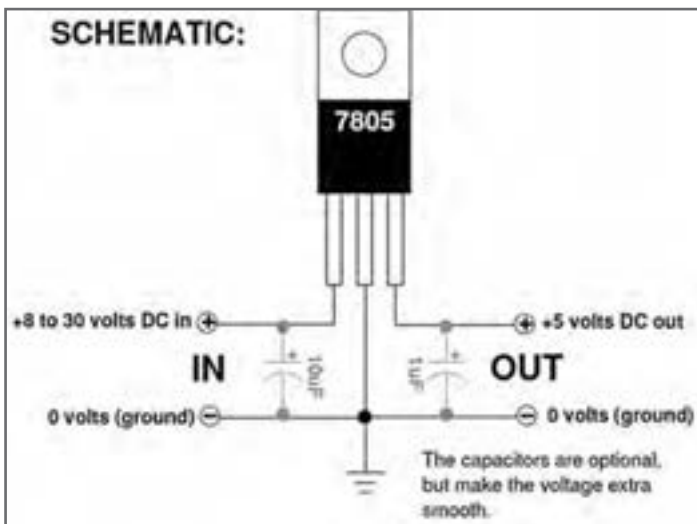 SCHEMATIC:
7805
+8 to 30 volts DC in +
+ +5 volts DC out
IN
+
10uF
+
1uF
OUT
0 volts (ground) −
− 0 volts (ground)
The capacitors are optional,
but make the voltage extra
smooth.